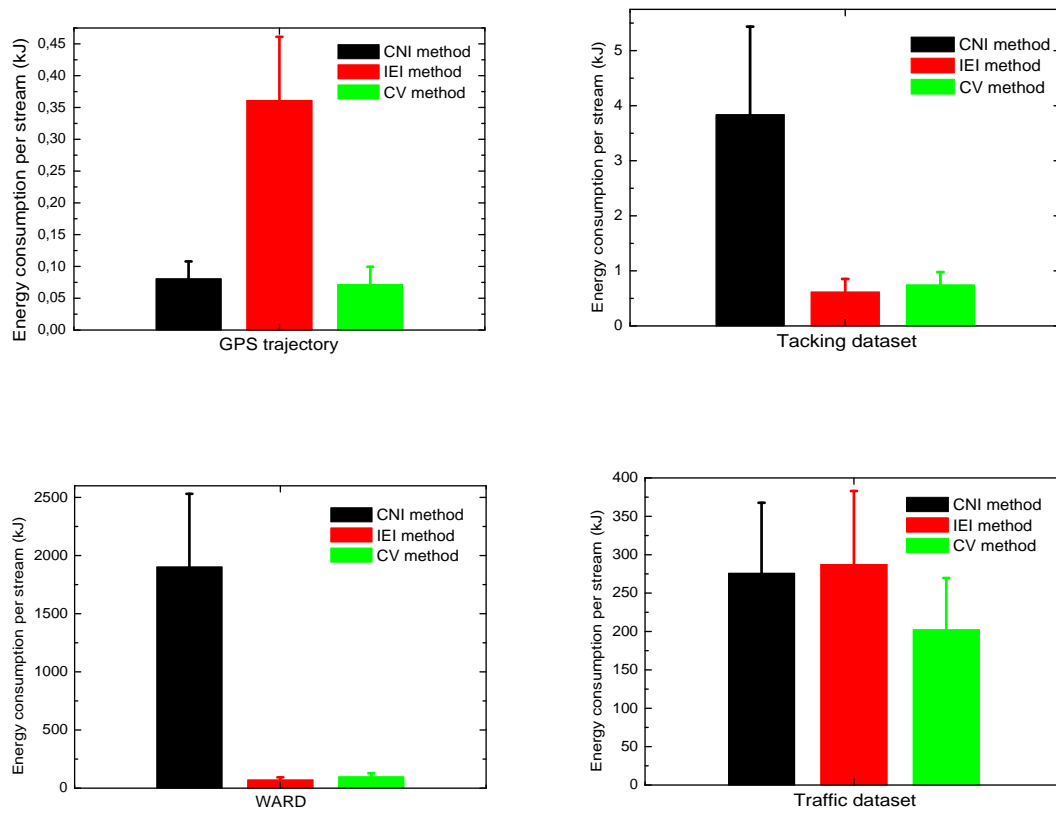 Energy consumption per stream (kJ)
0,45
0,40
0,35
0,30
0,25
0,20
0,15
0,10
0,05
0,00
CNI method
IEI method
CV method
GPS trajectory
Energy consumption per stream (kJ)
5
4
3
2
1
0
CNI method
IEI method
CV method
Tacking dataset
Energy consumption per stream (kJ)
2500
2000
1500
1000
500
0
CNI method
IEI method
CV method
WARD
Energy consumption per stream (kJ)
400
350
300
250
200
150
100
50
0
CNI method
IEI method
CV method
Traffic dataset